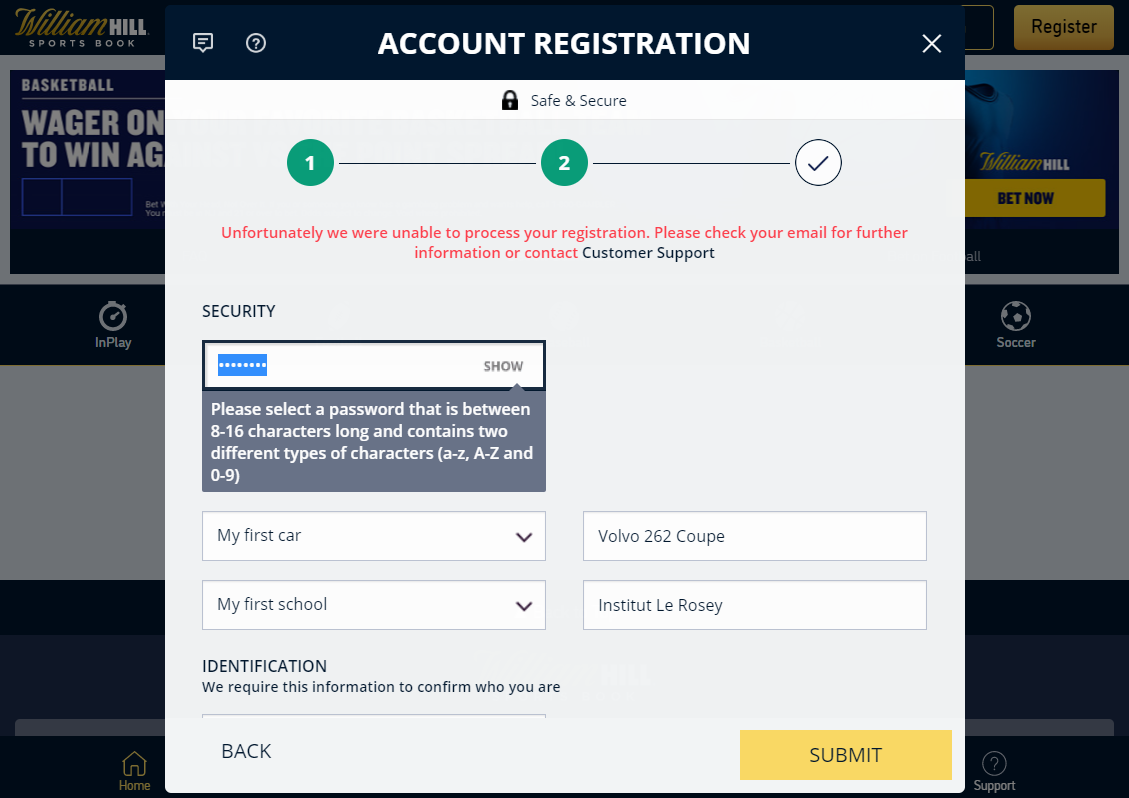 William HILL
SPORTS BOOK
ACCOUNT REGISTRATION
Register
Safe & Secure
BASKETBALL
WAGER ON
TO WIN AG
Bet W
You m
William HILL
BET NOW
ball
1
2
Unfortunately we were unable to process your registration. Please check your email for further
information or contact Customer Support
InPlay
Soccer
SECURITY
•••••••• SHOW
Please select a password that is between
8-16 characters long and contains two
different types of characters (a-z, A-Z and
0-9)
My first car
Volvo 262 Coupe
My first school
Institut Le Rosey
IDENTIFICATION
We require this information to confirm who you are
BACK
SUBMIT
Home
Support